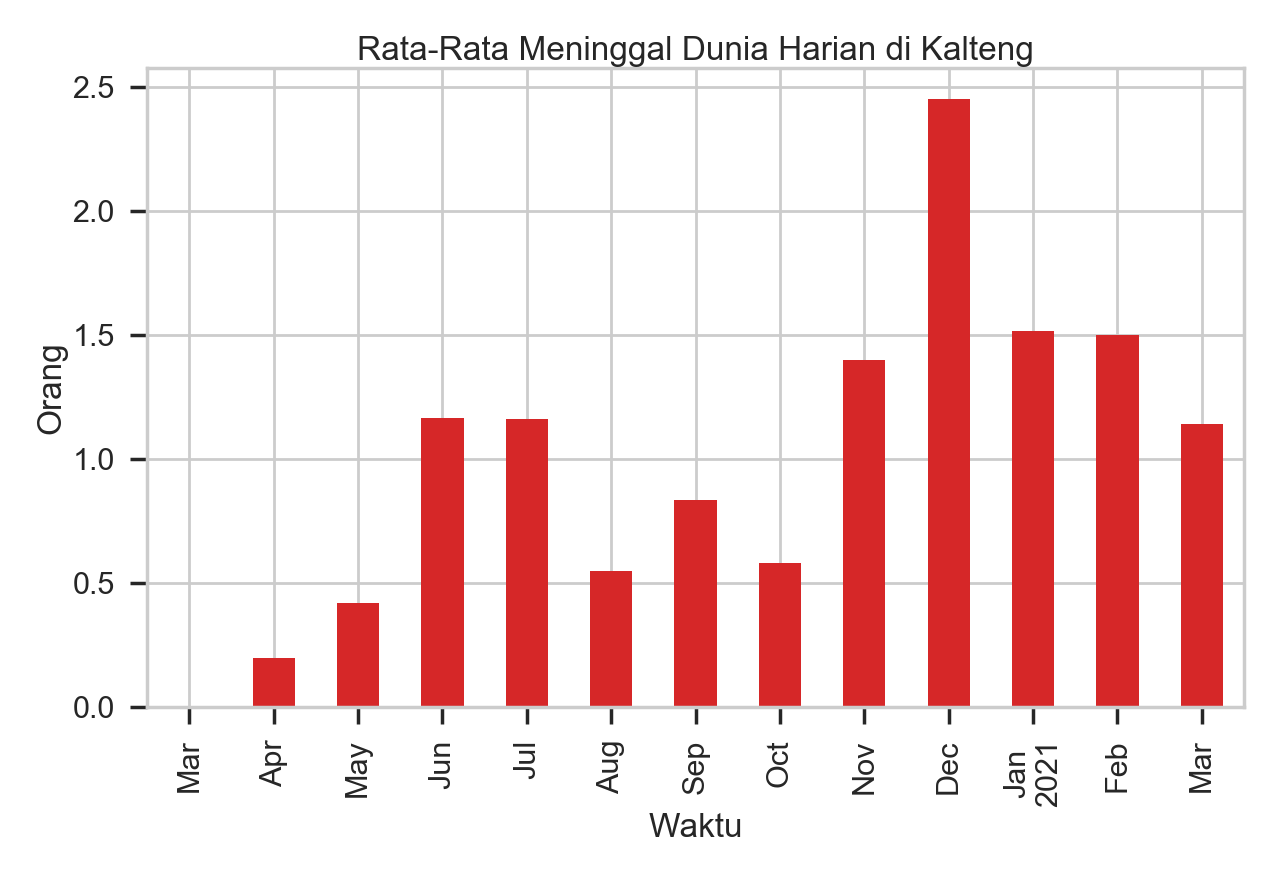 Rata-Rata Meninggal Dunia Harian di Kalteng
2.5
2.0
1.5
1.0
0.5
0.0
Orang
Mar
Apr
May
Jun
Jul
Aug
Sep
Oct
Nov
Dec
Jan
2021
Feb
Mar
Waktu